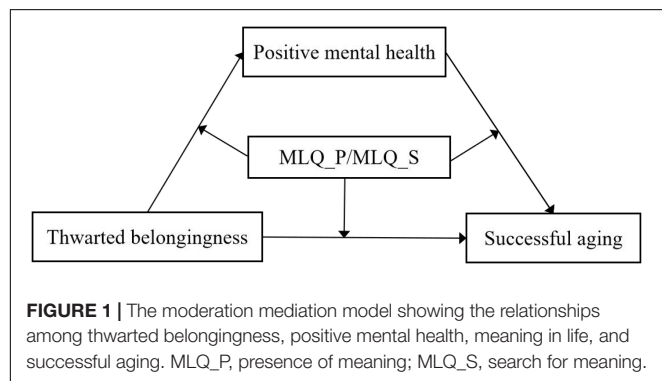 Positive mental health
MLQ_P/MLQ_S
Thwarted belongingness
Successful aging
FIGURE 1 | The moderation mediation model showing the relationships
among thwarted belongingness, positive mental health, meaning in life, and
successful aging. MLQ_P, presence of meaning; MLQ_S, search for meaning.